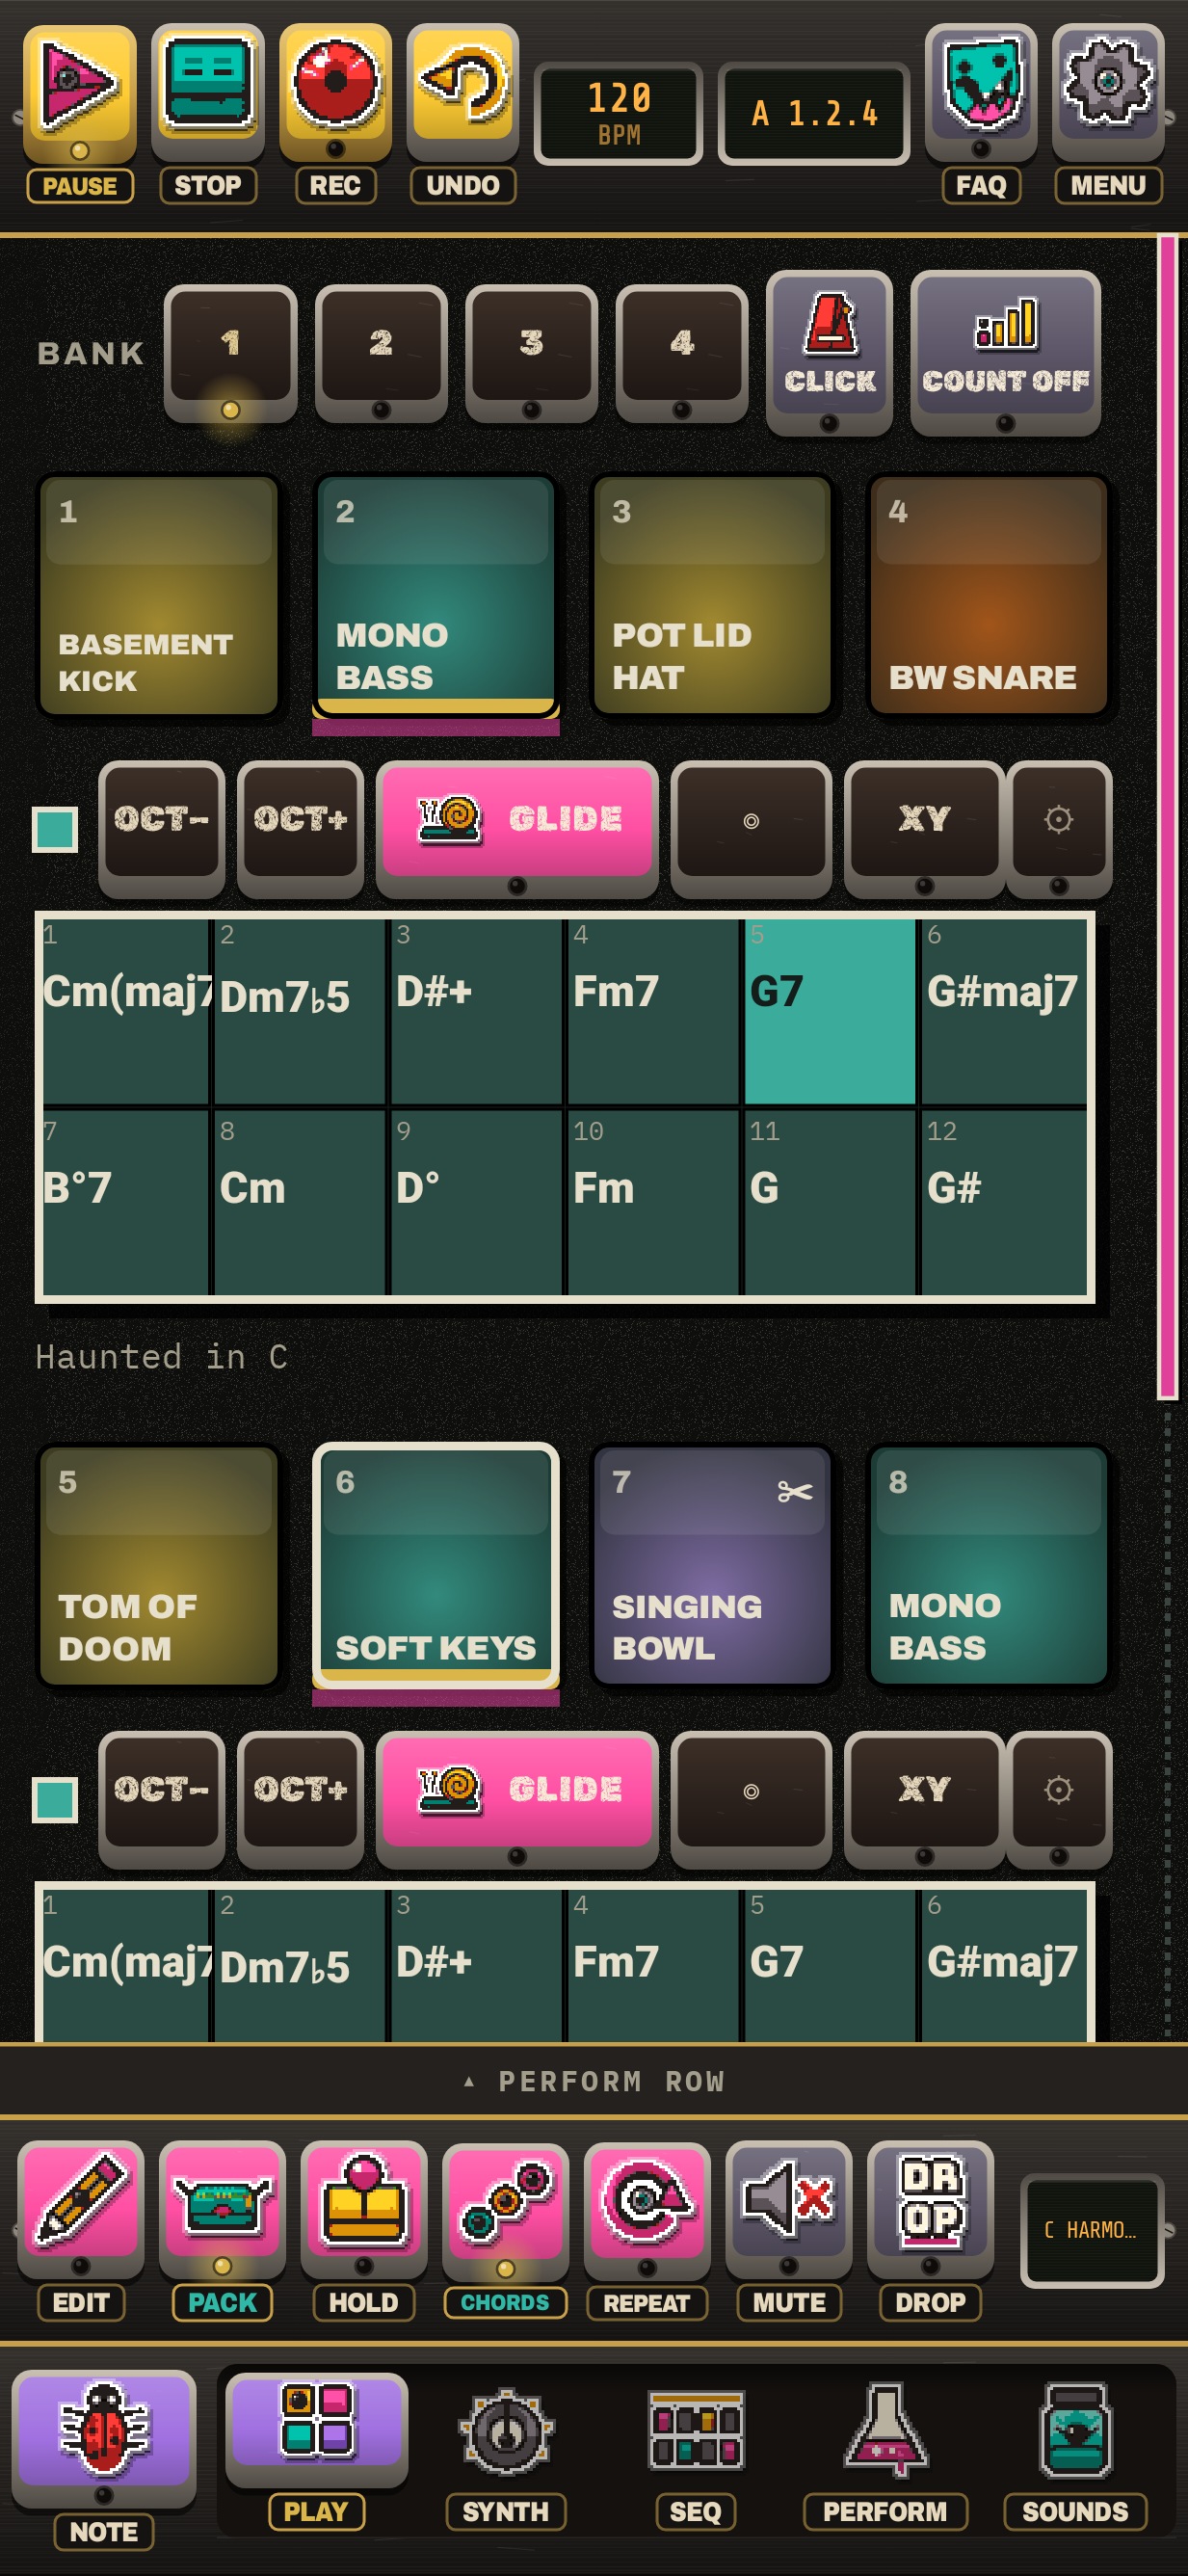 120
BPM
A 1.2.4
PAUSE STOP REC UNDO FAQ MENU
BANK 1 2 3 4 CLICK COUNT OFF
1 2 3 4
BASEMENT KICK
MONO BASS
POT LID HAT
BW SNARE
OCT- OCT+ GLIDE XY
1 2 3 4 5 6
Cm(maj7 Dm7♭5 D#+ Fm7 G7 G#maj7
7 8 9 10 11 12
B°7 Cm D° Fm G G#
Haunted in C
5 6 7 8
TOM OF DOOM
SOFT KEYS
SINGING BOWL
MONO BASS
OCT- OCT+ GLIDE XY
1 2 3 4 5 6
Cm(maj7 Dm7♭5 D#+ Fm7 G7 G#maj7
▲ PERFORM ROW
DR
OP
C HARMO…
EDIT PACK HOLD CHORDS REPEAT MUTE DROP
NOTE PLAY SYNTH SEQ PERFORM SOUNDS